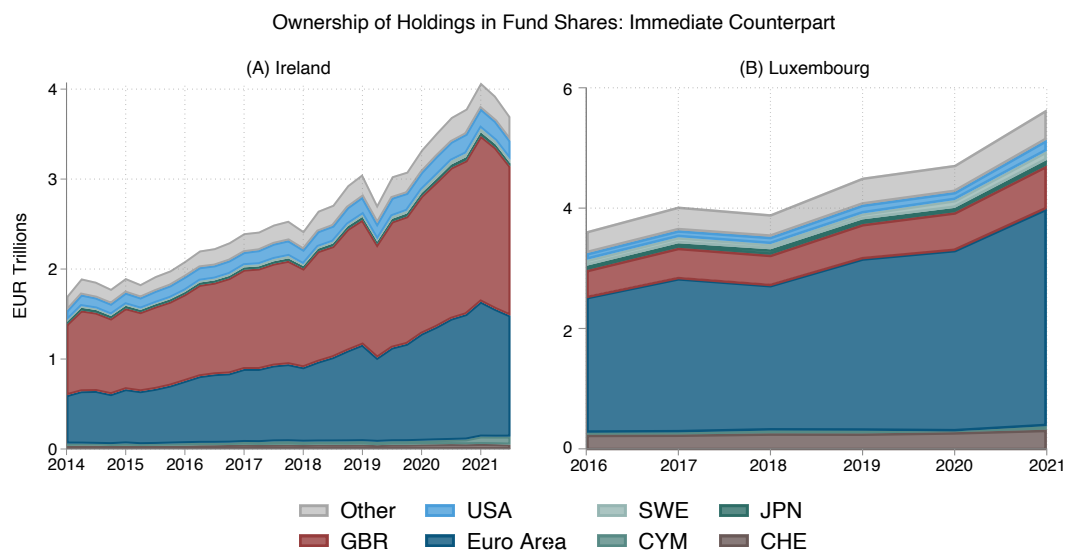 Ownership of Holdings in Fund Shares: Immediate Counterpart
(A) Ireland
(B) Luxembourg
EUR Trillions
4
3
2
1
0
2014 2015 2016 2017 2018 2019 2020 2021
6
4
2
0
2016 2017 2018 2019 2020 2021
Other USA SWE JPN
GBR Euro Area CYM CHE